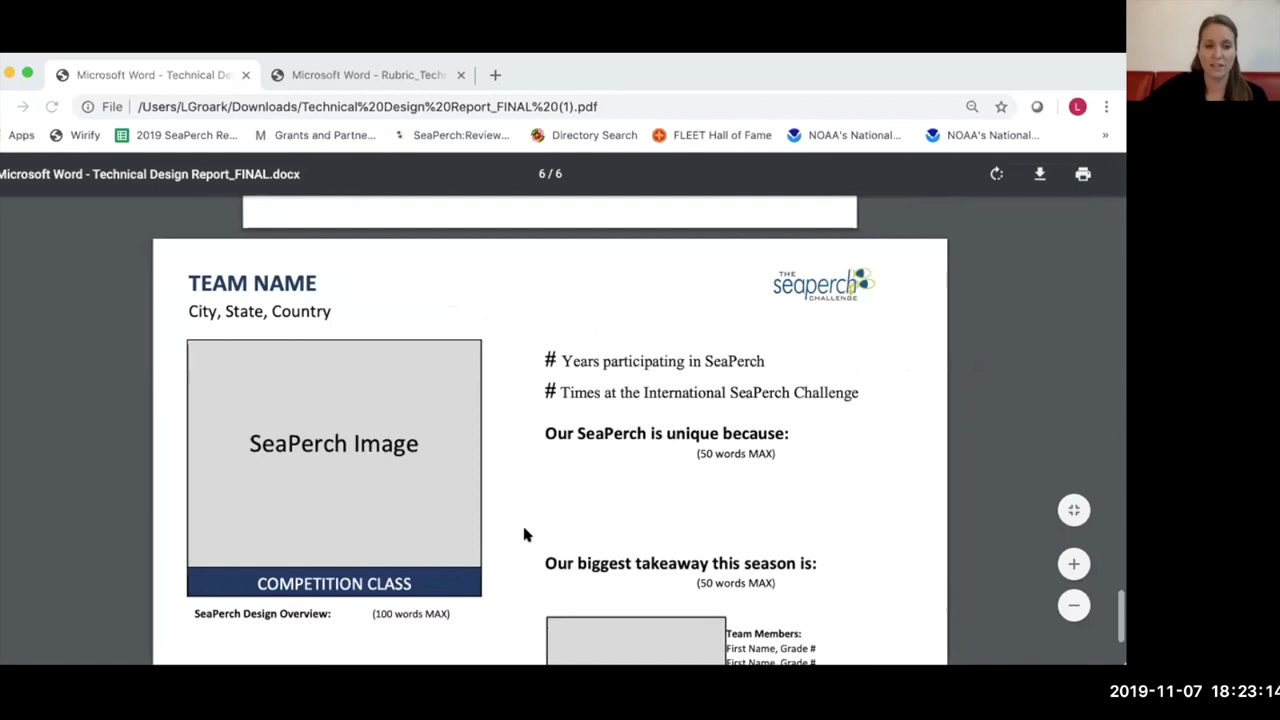 Microsoft Word - Technical De
Microsoft Word - Rubric_Tech
File /Users/LGroark/Downloads/Technical%20Design%20Report_FINAL%20(1).pdf
L
Apps Wirify 2019 SeaPerch Re... Grants and Partne... SeaPerch:Review... Directory Search FLEET Hall of Fame NOAA's National... NOAA's National... »
Microsoft Word - Technical Design Report_FINAL.docx
6 / 6
TEAM NAME
City, State, Country
THE
seaperch
CHALLENGE
SeaPerch Image
COMPETITION CLASS
SeaPerch Design Overview: (100 words MAX)
# Years participating in SeaPerch
# Times at the International SeaPerch Challenge
Our SeaPerch is unique because:
(50 words MAX)
Our biggest takeaway this season is:
(50 words MAX)
Team Members:
First Name, Grade #
First Name, Grade #
2019-11-07 18:23:14